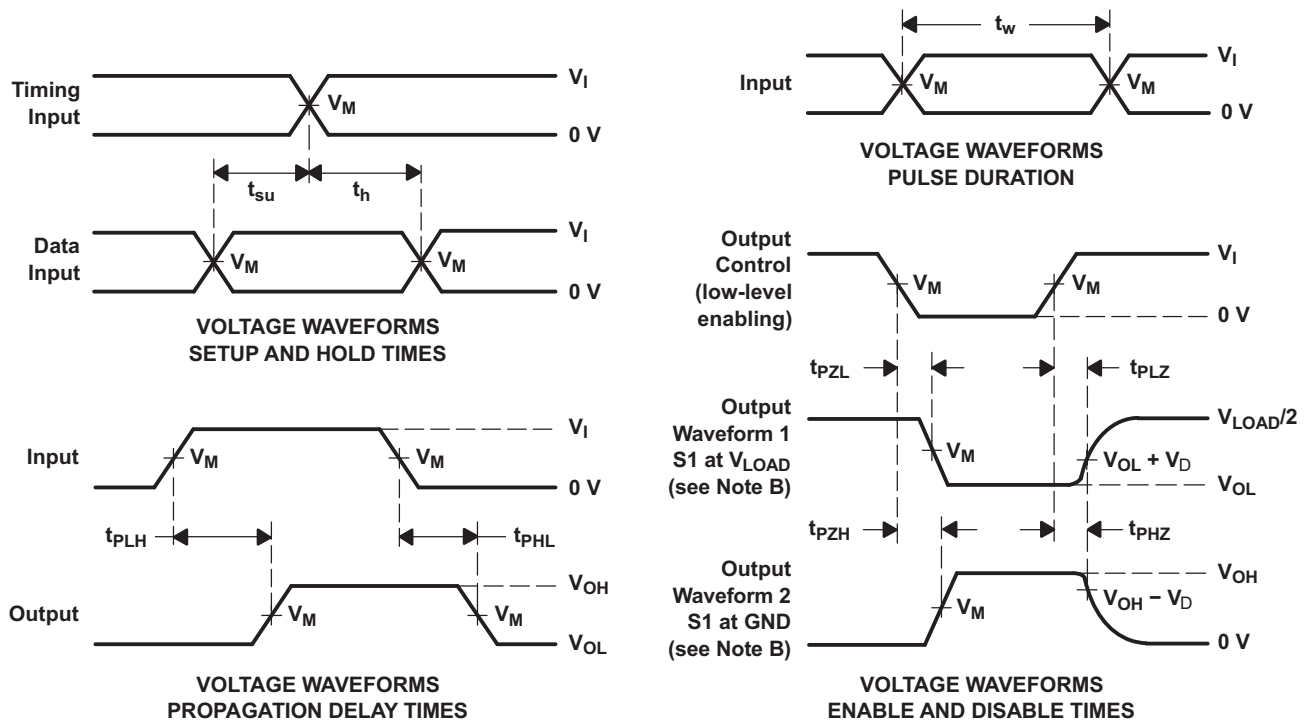 Timing
Input
V_I
V_M
0 V
t_su
t_h
Data
Input
V_I
V_M
V_M
0 V
VOLTAGE WAVEFORMS
SETUP AND HOLD TIMES
t_w
Input
V_I
V_M
V_M
0 V
VOLTAGE WAVEFORMS
PULSE DURATION
Input
V_I
V_M
V_M
0 V
t_PLH
t_PHL
Output
V_OH
V_M
V_M
V_OL
VOLTAGE WAVEFORMS
PROPAGATION DELAY TIMES
Output
Control
(low-level
enabling)
V_I
V_M
V_M
0 V
t_PZL
t_PLZ
Output
Waveform 1
S1 at V_LOAD
(see Note B)
V_LOAD/2
V_M
V_OL + V_D
V_OL
t_PZH
t_PHZ
Output
Waveform 2
S1 at GND
(see Note B)
V_OH
V_M
V_OH − V_D
0 V
VOLTAGE WAVEFORMS
ENABLE AND DISABLE TIMES